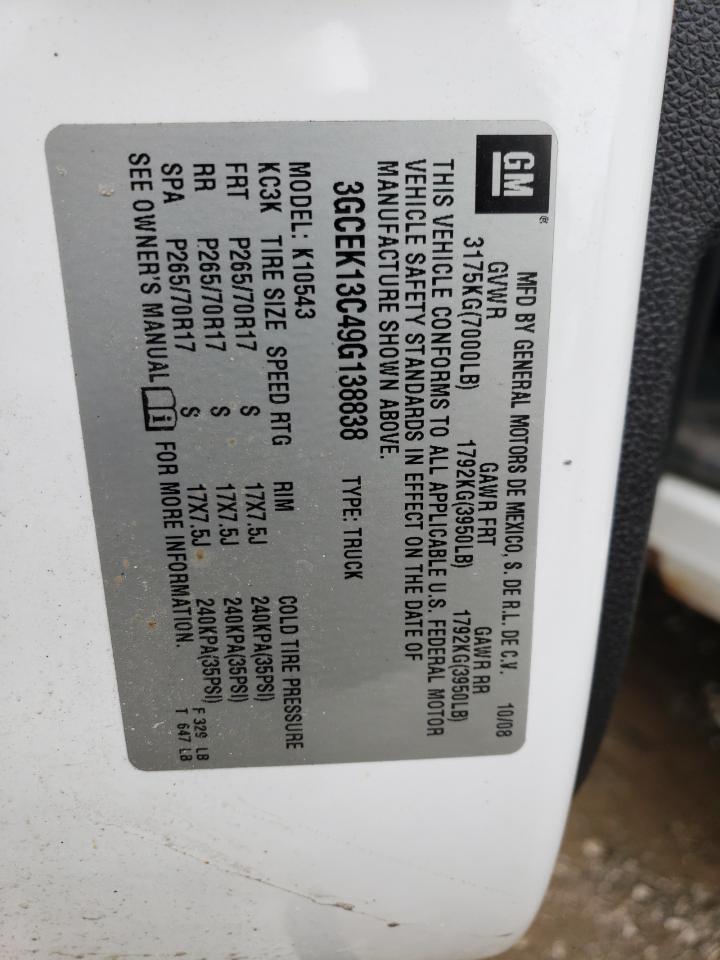 GM ®
MFD BY GENERAL MOTORS DE MEXICO, S. DE R.L. DE C.V. 10/08
GVWR GAWR FRT GAWR RR
3175KG(7000LB) 1792KG(3950LB) 1792KG(3950LB)
THIS VEHICLE CONFORMS TO ALL APPLICABLE U.S. FEDERAL MOTOR
VEHICLE SAFETY STANDARDS IN EFFECT ON THE DATE OF
MANUFACTURE SHOWN ABOVE.
3GCEK13C49G138838 TYPE: TRUCK
MODEL: K10543
KC3K TIRE SIZE SPEED RTG RIM COLD TIRE PRESSURE
FRT P265/70R17 S 17X7.5J 240KPA(35PSI)
RR P265/70R17 S 17X7.5J 240KPA(35PSI)
SPA P265/70R17 S 17X7.5J 240KPA(35PSI)
SEE OWNER'S MANUAL i FOR MORE INFORMATION.
F 329 LB
T 647 LB